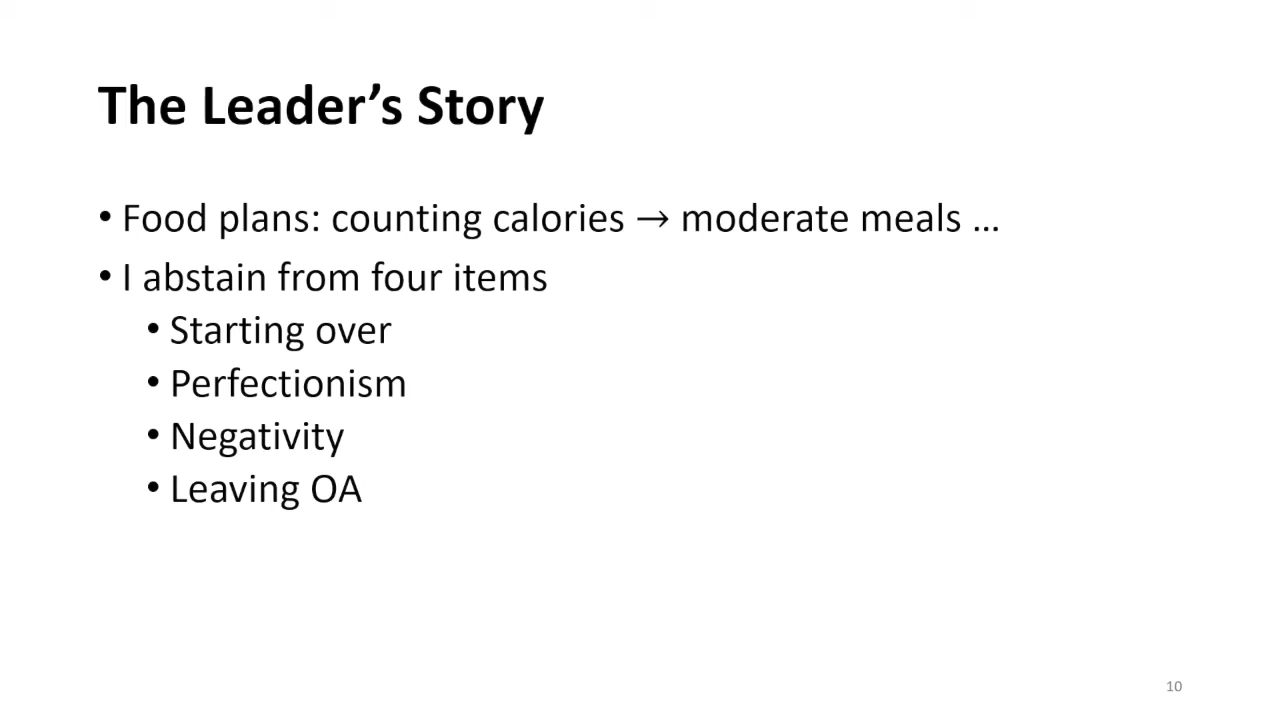 The Leader’s Story
• Food plans: counting calories → moderate meals …
• I abstain from four items
• Starting over
• Perfectionism
• Negativity
• Leaving OA
10